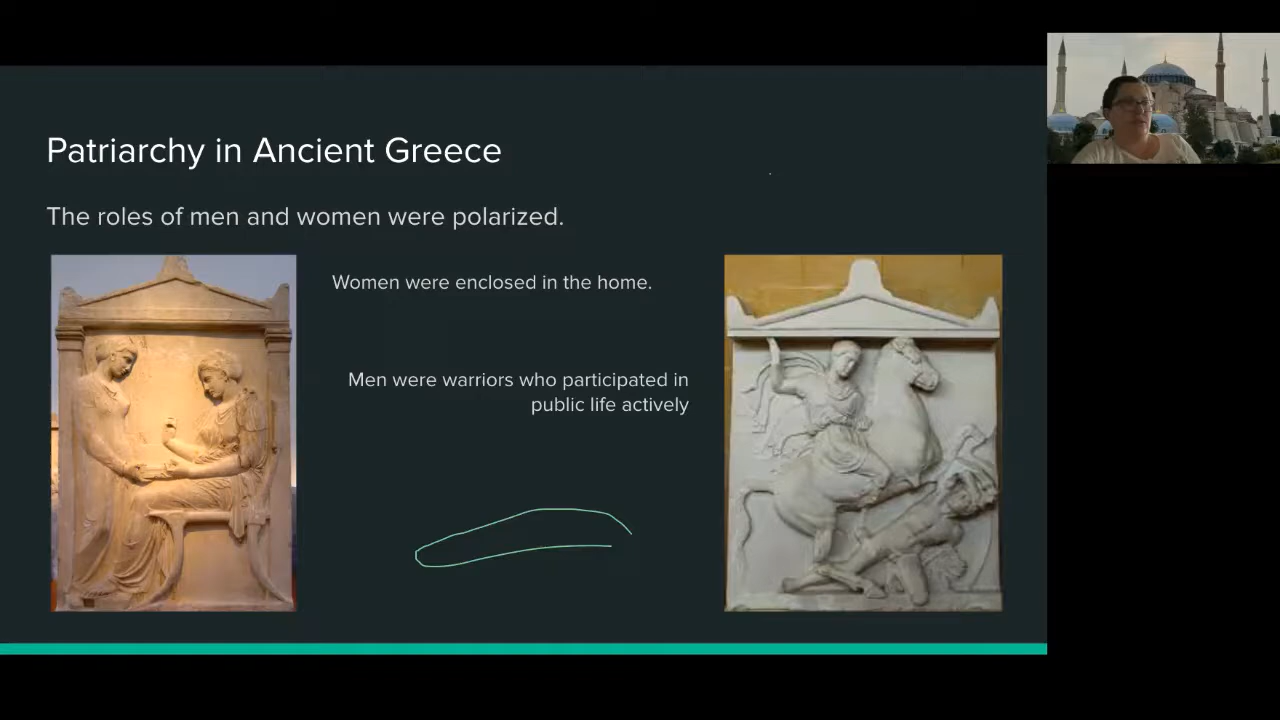 Patriarchy in Ancient Greece
The roles of men and women were polarized.
Women were enclosed in the home.
Men were warriors who participated in
public life actively